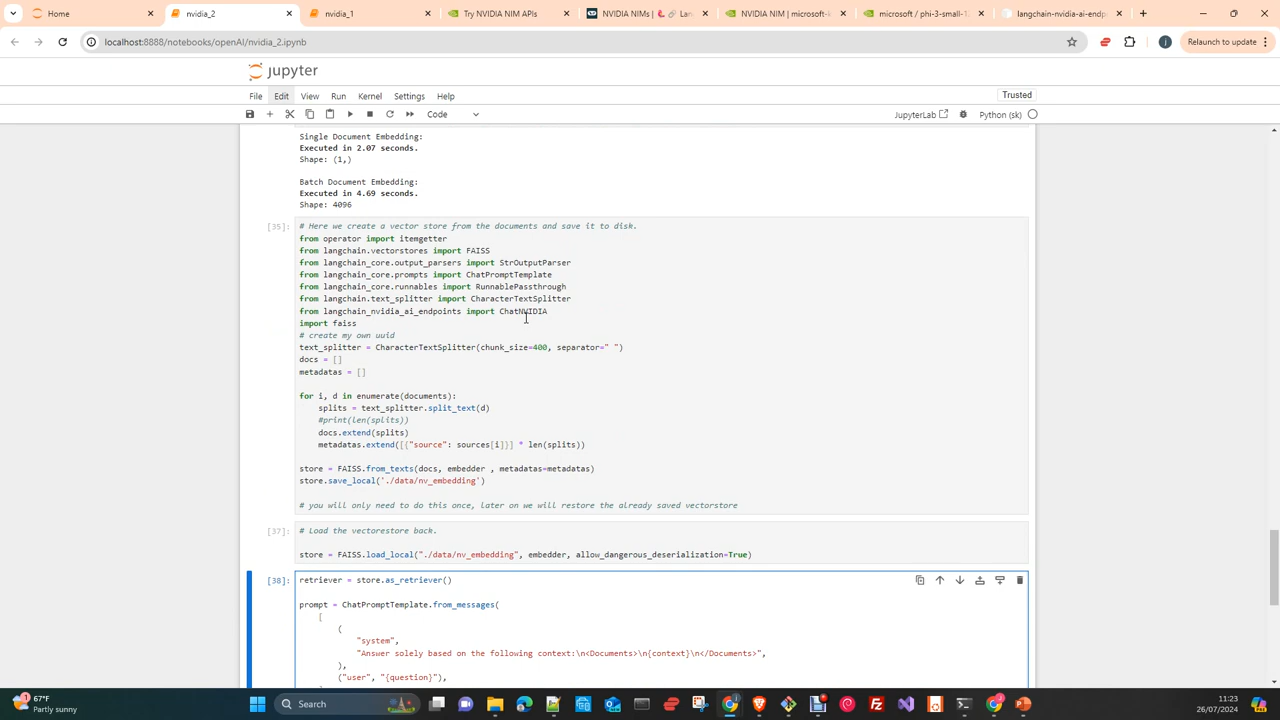 Home
nvidia_2
nvidia_1
Try NVIDIA NIM APIs
NVIDIA NIMs | 🦜️🔗 Lan
NVIDIA NIM | microsoft-k
microsoft / phi-3-small-12
langchain-nvidia-ai-endp
localhost:8888/notebooks/openAI/nvidia_2.ipynb
Relaunch to update
jupyter
File Edit View Run Kernel Settings Help
Trusted
Code
JupyterLab
Python (sk)
Single Document Embedding:
Executed in 2.07 seconds.
Shape: (1,)
Batch Document Embedding:
Executed in 4.69 seconds.
Shape: 4096
[35]:
# Here we create a vector store from the documents and save it to disk.
from operator import itemgetter
from langchain.vectorstores import FAISS
from langchain_core.output_parsers import StrOutputParser
from langchain_core.prompts import ChatPromptTemplate
from langchain_core.runnables import RunnablePassthrough
from langchain.text_splitter import CharacterTextSplitter
from langchain_nvidia_ai_endpoints import ChatNVIDIA
import faiss
# create my own uuid
text_splitter = CharacterTextSplitter(chunk_size=400, separator=" ")
docs = []
metadatas = []
for i, d in enumerate(documents):
splits = text_splitter.split_text(d)
#print(len(splits))
docs.extend(splits)
metadatas.extend([{"source": sources[i]}] * len(splits))
store = FAISS.from_texts(docs, embedder , metadatas=metadatas)
store.save_local('./data/nv_embedding')
# you will only need to do this once, later on we will restore the already saved vectorstore
[37]:
# Load the vectorestore back.
store = FAISS.load_local("./data/nv_embedding", embedder, allow_dangerous_deserialization=True)
[38]:
retriever = store.as_retriever()
prompt = ChatPromptTemplate.from_messages(
[
(
"system",
"Answer solely based on the following context:\n<Documents>\n{context}\n</Documents>",
),
("user", "{question}"),
67°F
Partly sunny
Search
11:23
26/07/2024